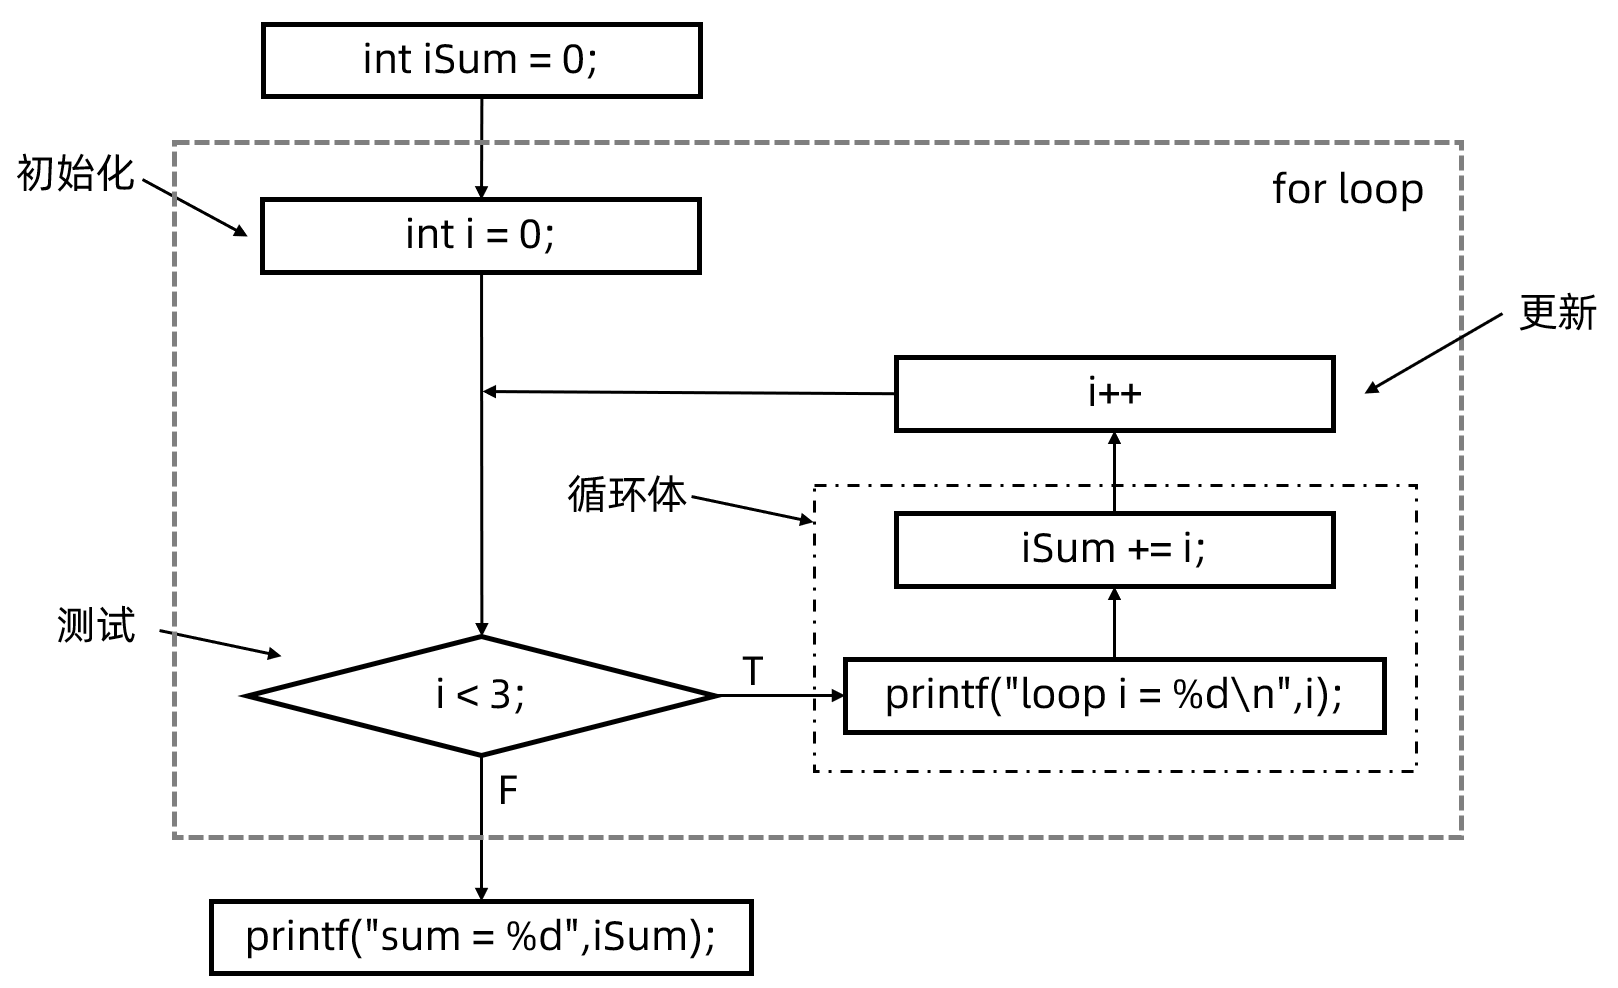 int iSum = 0;
初始化
for loop
int i = 0;
更新
i++
循环体
iSum += i;
测试
T
i < 3;
printf("loop i = %d\n",i);
F
printf("sum = %d",iSum);